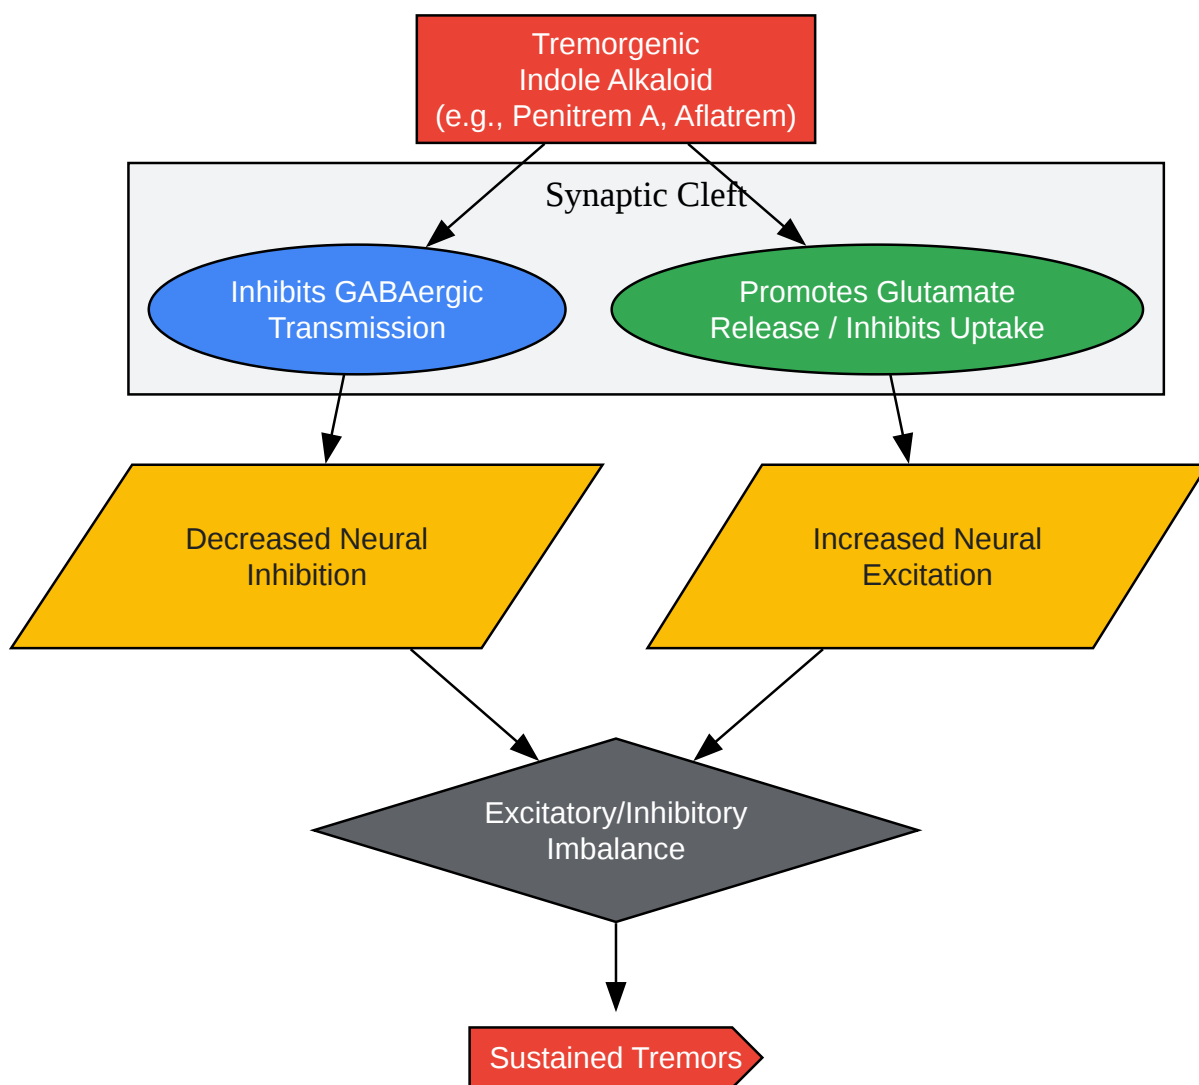 Tremorgenic
Indole Alkaloid
(e.g., Penitrem A, Aflatrem)
Synaptic Cleft
Inhibits GABAergic
Transmission
Promotes Glutamate
Release / Inhibits Uptake
Decreased Neural
Inhibition
Increased Neural
Excitation
Excitatory/Inhibitory
Imbalance
Sustained Tremors